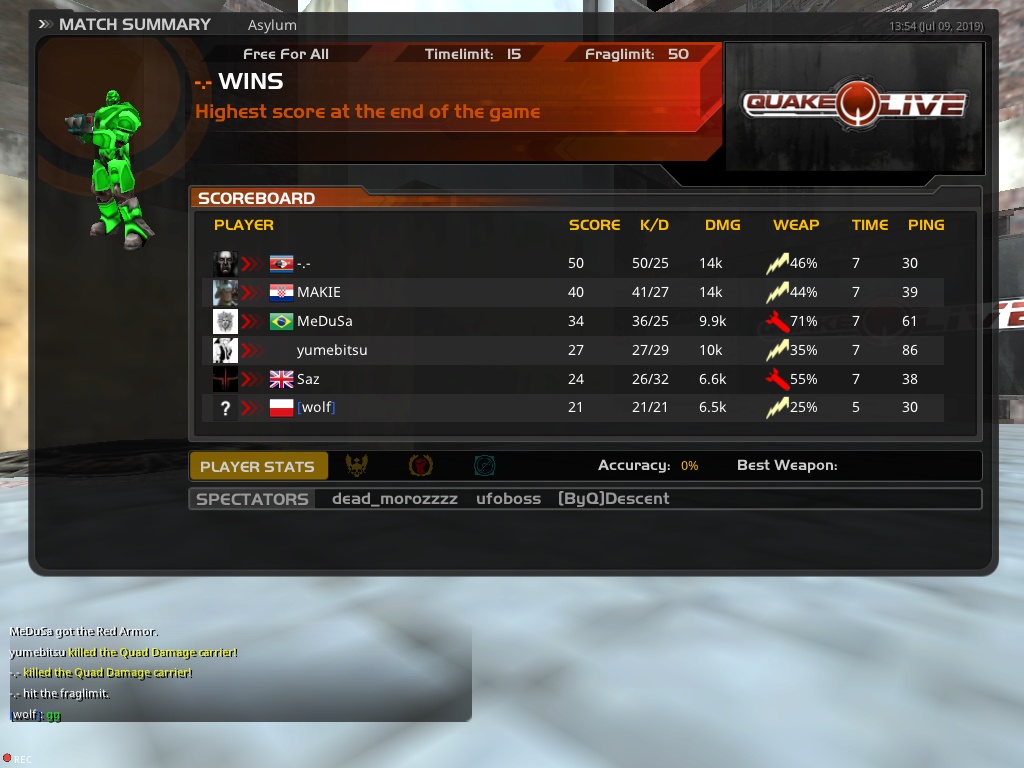 MATCH SUMMARY Asylum 13:54 (Jul 09, 2019)
Free For All Timelimit: 15 Fraglimit: 50
-.- WINS
Highest score at the end of the game
QUAKE LIVE
SCOREBOARD
PLAYER SCORE K/D DMG WEAP TIME PING
-.- 50 50/25 14k 46% 7 30
MAKIE 40 41/27 14k 44% 7 39
MeDuSa 34 36/25 9.9k 71% 7 61
yumebitsu 27 27/29 10k 35% 7 86
Saz 24 26/32 6.6k 55% 7 38
? [wolf] 21 21/21 6.5k 25% 5 30
PLAYER STATS Accuracy: 0% Best Weapon:
SPECTATORS dead_morozzzz ufoboss [ByQ]Descent
MeDuSa got the Red Armor.
yumebitsu killed the Quad Damage carrier!
-.- killed the Quad Damage carrier!
-.- hit the fraglimit.
[wolf]: gg
REC